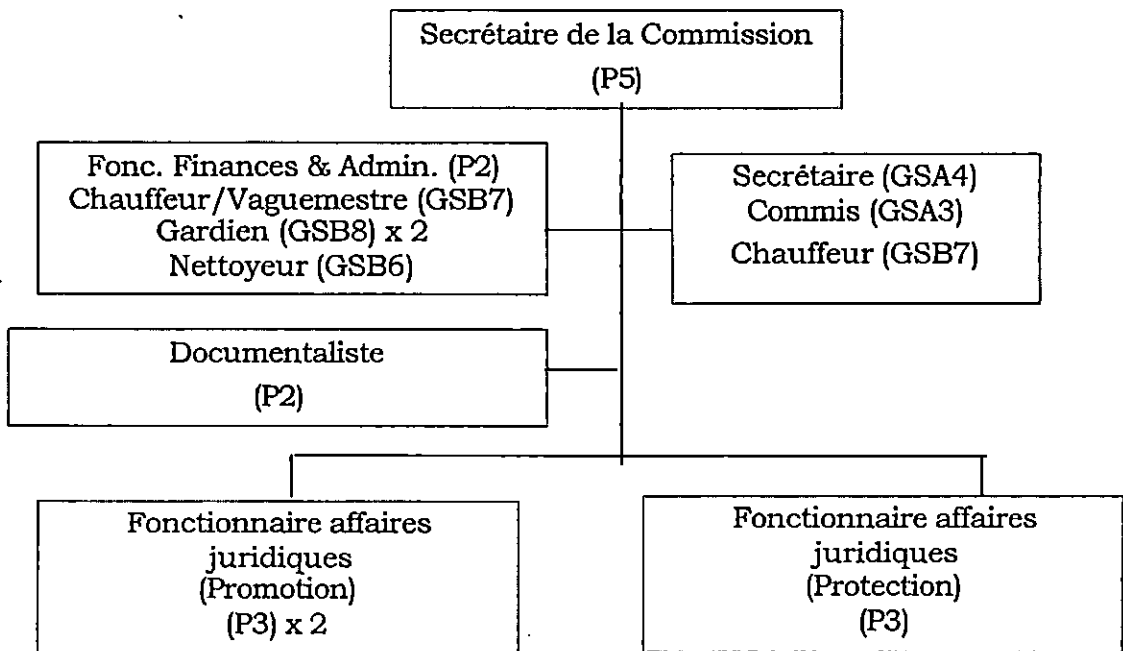 Secrétaire de la Commission
(P5)
Fonc. Finances & Admin. (P2)
Chauffeur/Vaguemestre (GSB7)
Gardien (GSB8) x 2
Nettoyeur (GSB6)
Secrétaire (GSA4)
Commis (GSA3)
Chauffeur (GSB7)
Documentaliste
(P2)
Fonctionnaire affaires
juridiques
(Promotion)
(P3) x 2
Fonctionnaire affaires
juridiques
(Protection)
(P3)